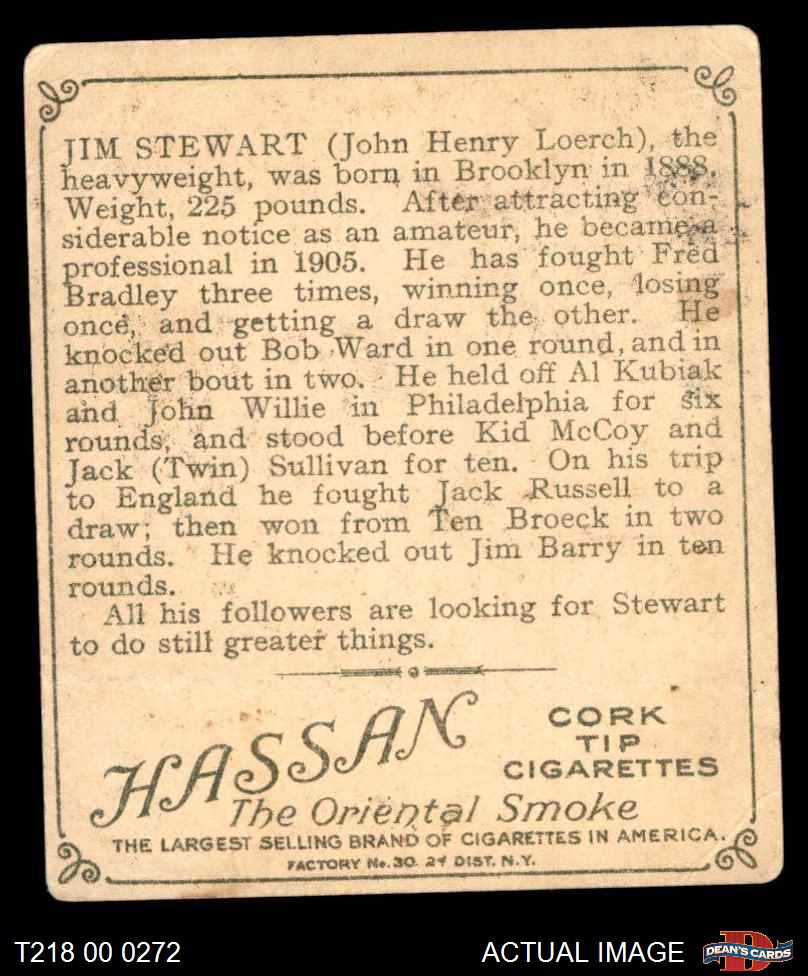 JIM STEWART (John Henry Loerch), the
heavyweight, was born in Brooklyn in 1888.
Weight, 225 pounds. After attracting con-
siderable notice as an amateur, he became a
professional in 1905. He has fought Fred
Bradley three times, winning once, losing
once, and getting a draw the other. He
knocked out Bob Ward in one round, and in
another bout in two. He held off Al Kubiak
and John Willie in Philadelphia for six
rounds, and stood before Kid McCoy and
Jack (Twin) Sullivan for ten. On his trip
to England he fought Jack Russell to a
draw; then won from Ten Broeck in two
rounds. He knocked out Jim Barry in ten
rounds.
All his followers are looking for Stewart
to do still greater things.
HASSAN
CORK
TIP
CIGARETTES
The Oriental Smoke
THE LARGEST SELLING BRAND OF CIGARETTES IN AMERICA.
FACTORY No. 30. 2d DIST. N.Y.
T218 00 0272
ACTUAL IMAGE
D
DEAN'S CARDS